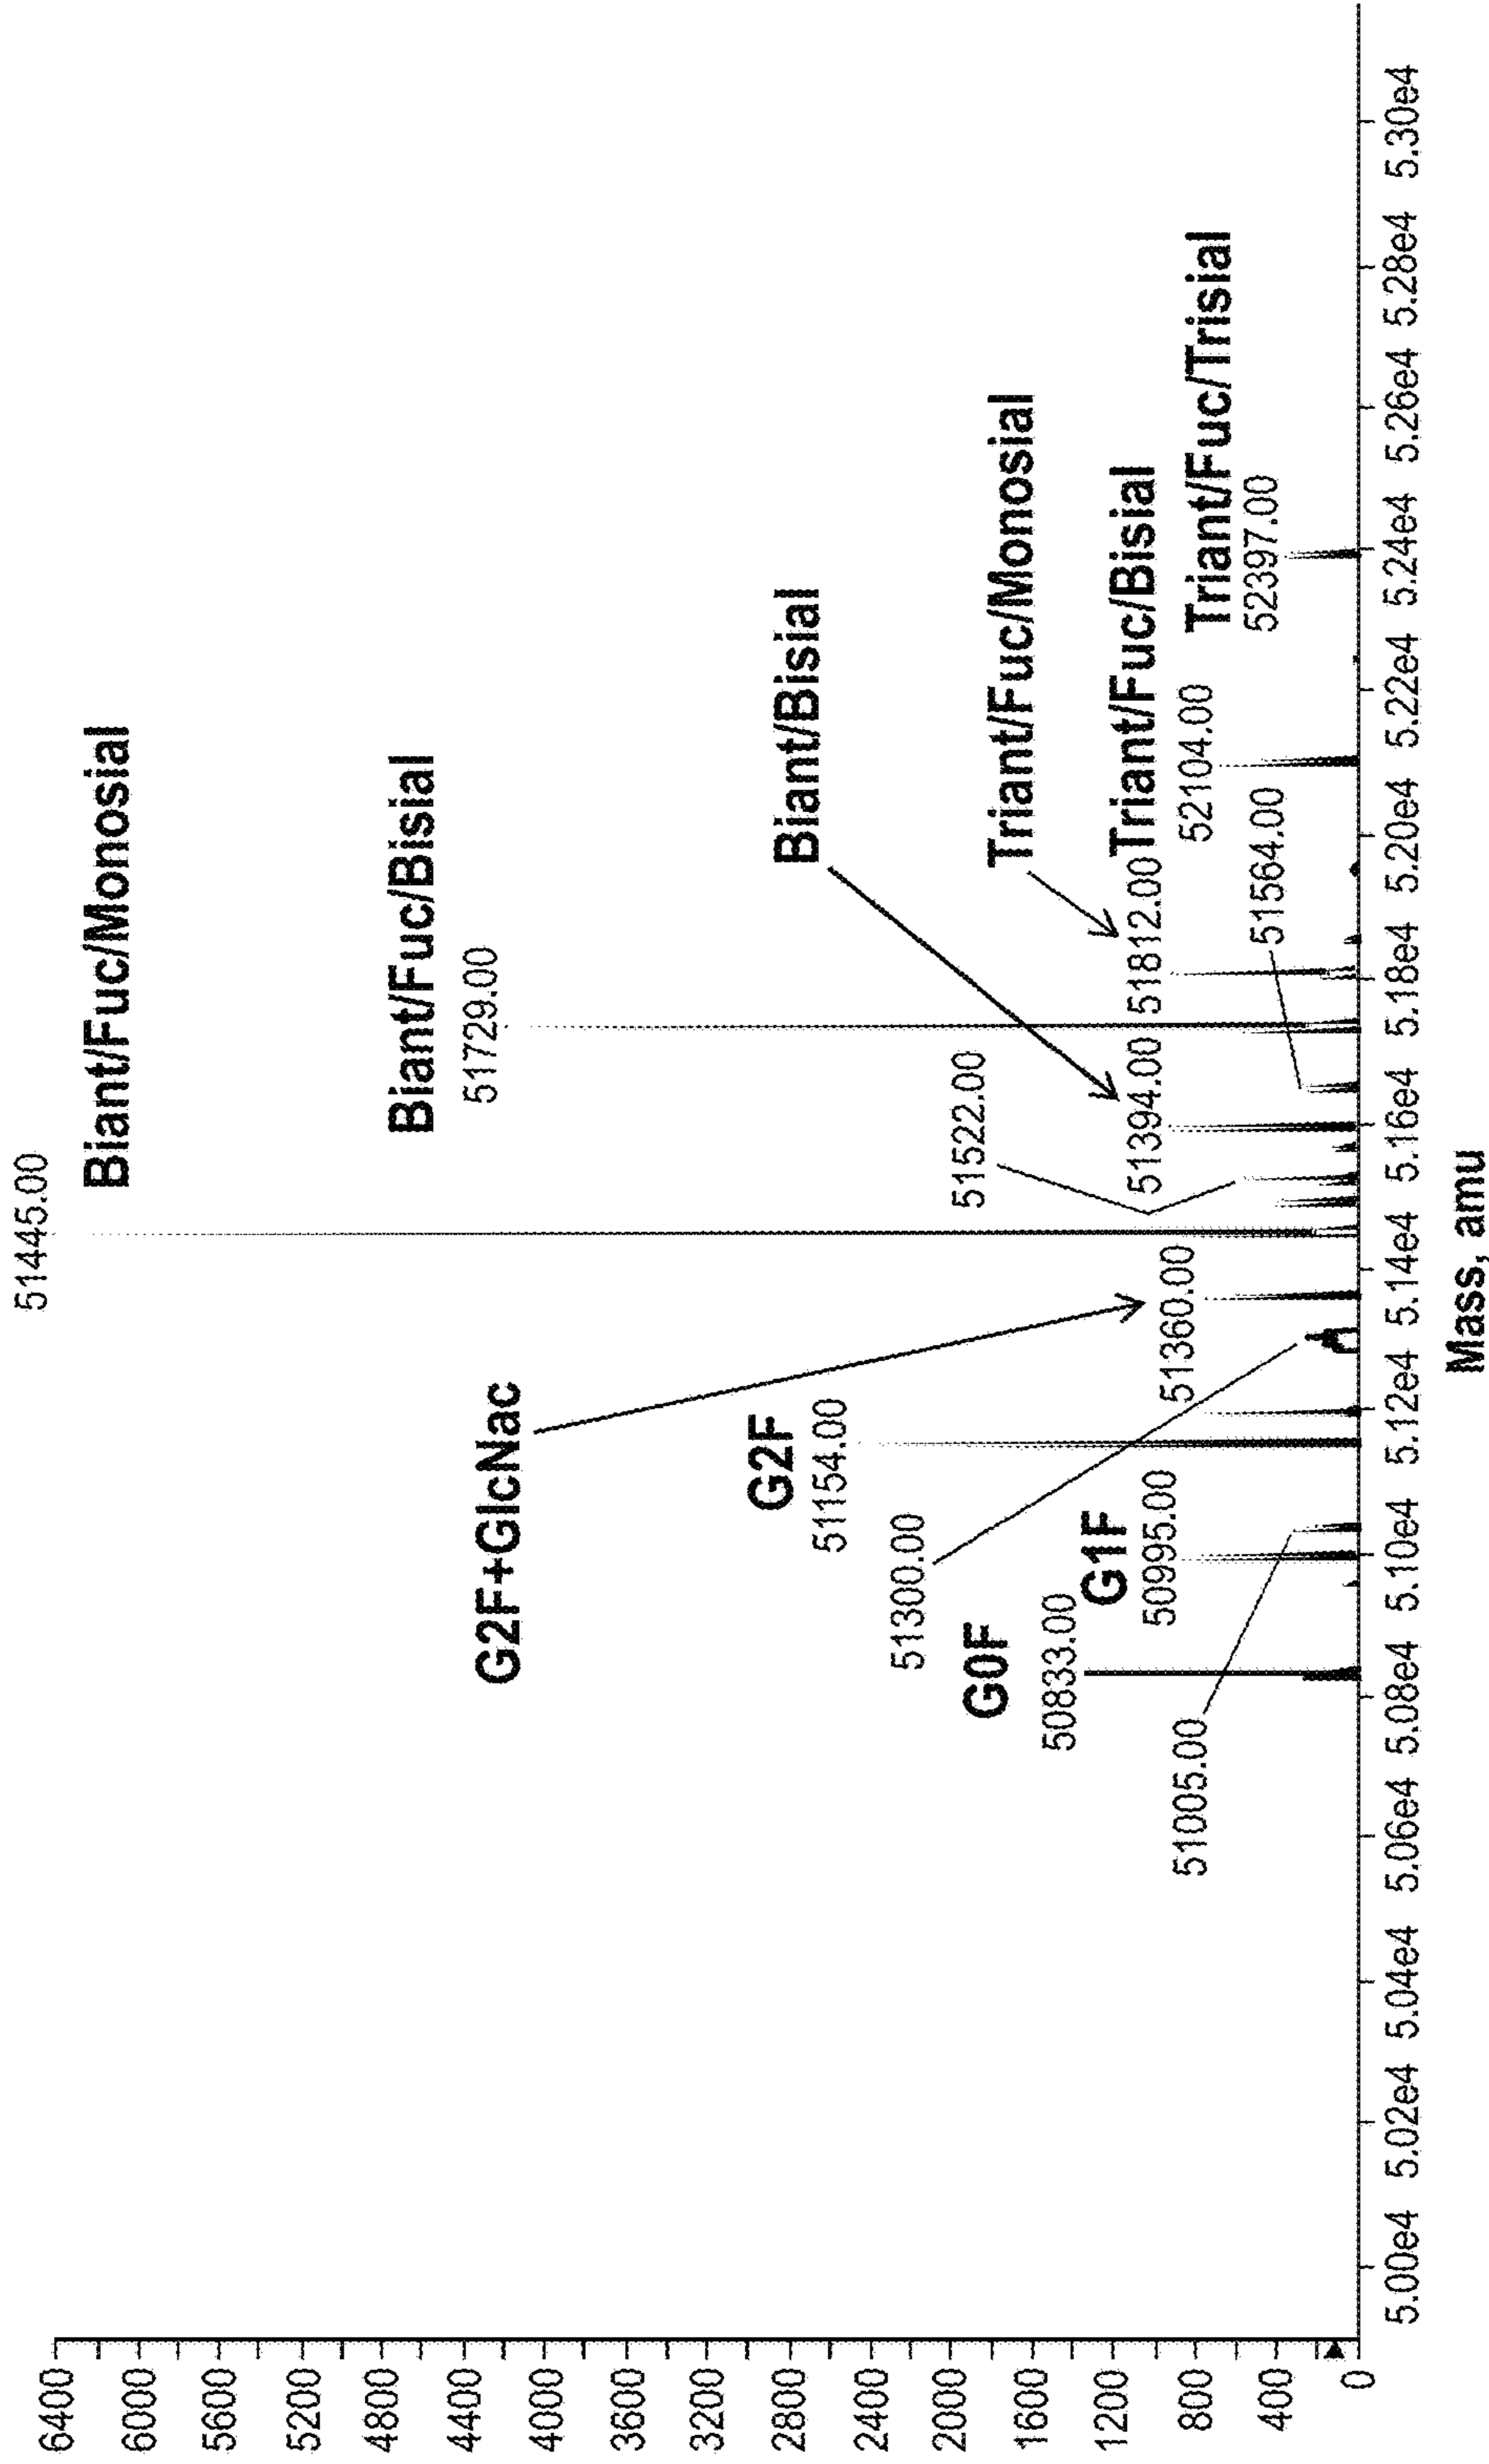 6400
6000
5600
5200
4800
4400
4000
3600
3200
2800
2400
2000
1600
1200
800
400
0
51445.00
Biant/Fuc/Monosial
Biant/Fuc/Bisial
51729.00
G2F+GlcNac
G2F
51154.00
Biant/Bisial
51300.00
51522.00
G0F
50833.00
Triant/Fuc/Monosial
G1F
50995.00
51394.00
51812.00
Triant/Fuc/Bisial
51005.00
51360.00
52104.00
Triant/Fuc/Trisial
52397.00
51564.00
5.00e4 5.02e4 5.04e4 5.06e4 5.08e4 5.10e4 5.12e4 5.14e4 5.16e4 5.18e4 5.20e4 5.22e4 5.24e4 5.26e4 5.28e4 5.30e4
Mass, amu